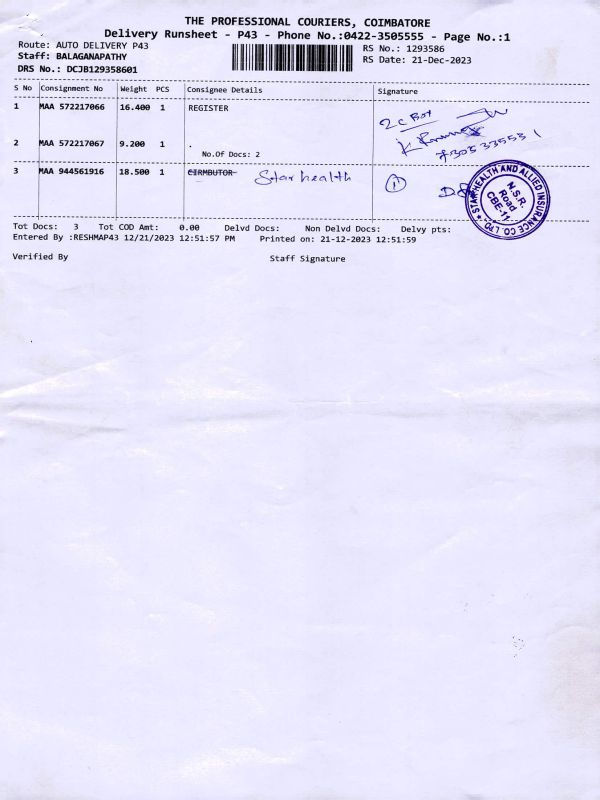 THE PROFESSIONAL COURIERS, COIMBATORE
Delivery Runsheet - P43 - Phone No.:0422-3505555 - Page No.:1
Route: AUTO DELIVERY P43
RS No.: 1293586
Staff: BALAGANAPATHY
RS Date: 21-Dec-2023
DRS No.: DCJB129358601
S No Consignment No Weight PCS Consignee Details Signature
1 MAA 572217066 16.400 1 REGISTER
2 C Box
2 MAA 572217067 9.200 1 .
No.Of Docs: 2
3 MAA 944561916 18.500 1 CIRMBUTOR Star health 1
STAR HEALTH AND ALLIED INSURANCE CO. LTD.
N.S.R.
Road
CBE-11
Tot Docs: 3 Tot COD Amt: 0.00 Delvd Docs: Non Delvd Docs: Delvy pts:
Entered By :RESHMAP43 12/21/2023 12:51:57 PM Printed on: 21-12-2023 12:51:59
Verified By Staff Signature